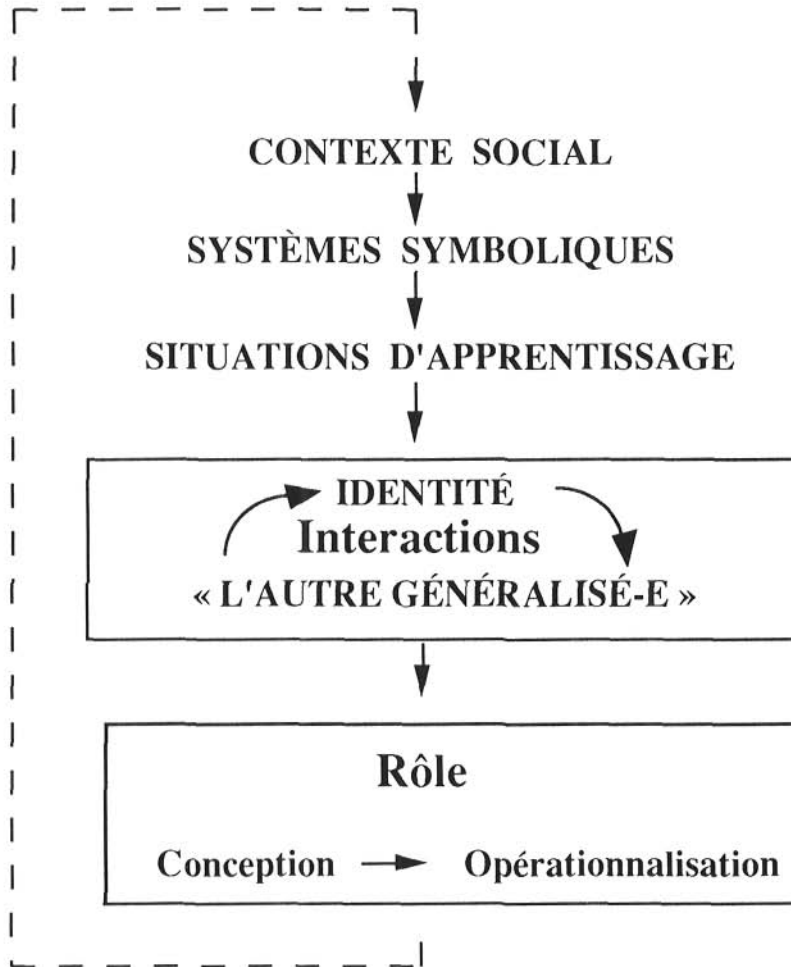 CONTEXTE SOCIAL
SYSTÈMES SYMBOLIQUES
SITUATIONS D'APPRENTISSAGE
IDENTITÉ
Interactions
« L'AUTRE GÉNÉRALISÉ-E »
Rôle
Conception Opérationnalisation